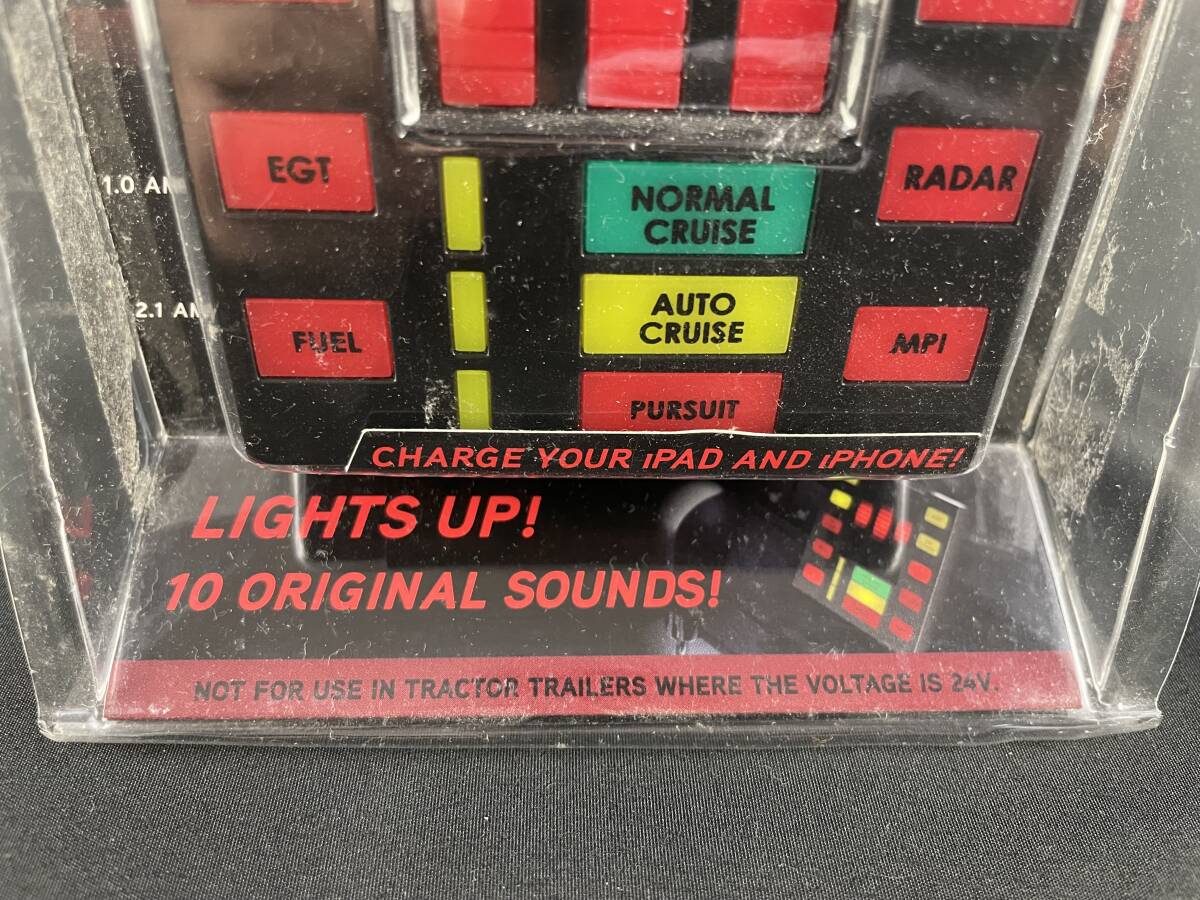 EGT
RADAR
NORMAL
CRUISE
1.0 AM
2.1 AM
AUTO
CRUISE
FUEL
MPI
PURSUIT
CHARGE YOUR iPAD AND iPHONE!
LIGHTS UP!
10 ORIGINAL SOUNDS!
NOT FOR USE IN TRACTOR TRAILERS WHERE THE VOLTAGE IS 24V.